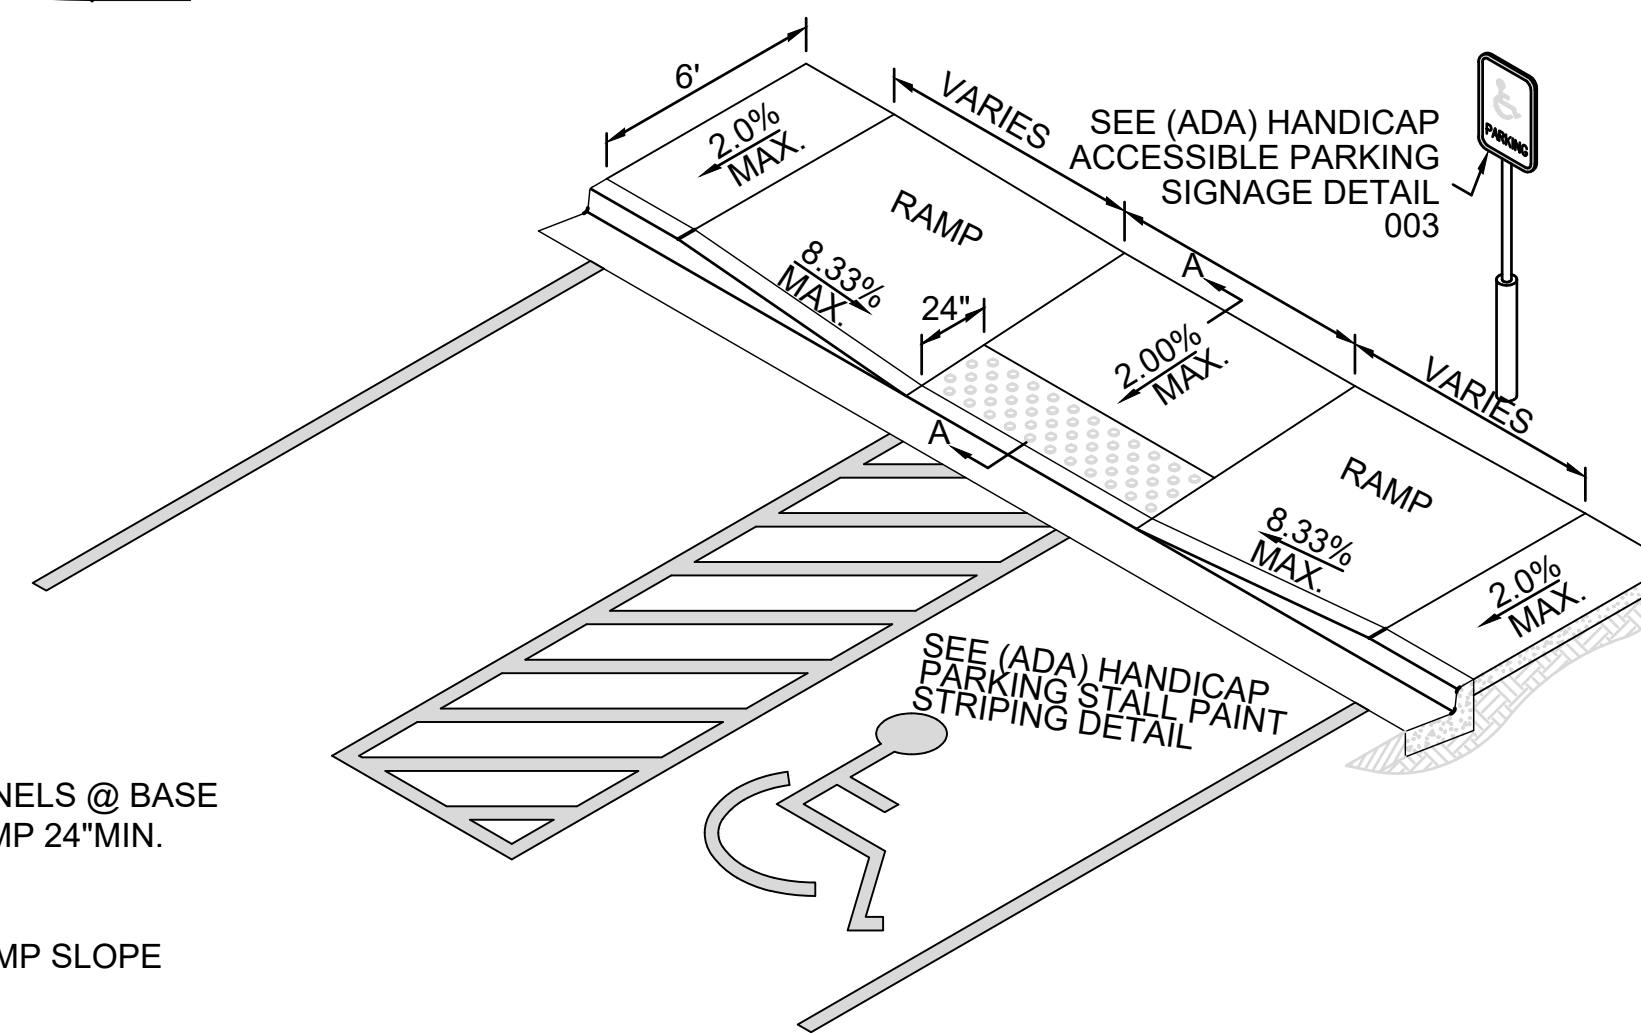 6'
VARIES
2.0%
MAX.
SEE (ADA) HANDICAP
ACCESSIBLE PARKING
SIGNAGE DETAIL
003
PARKING
RAMP
8.33%
MAX.
A
24"
2.00%
MAX.
VARIES
A
RAMP
8.33%
MAX.
2.0%
MAX.
SEE (ADA) HANDICAP
PARKING STALL PAINT
STRIPING DETAIL
NELS @ BASE
MP 24"MIN.
MP SLOPE